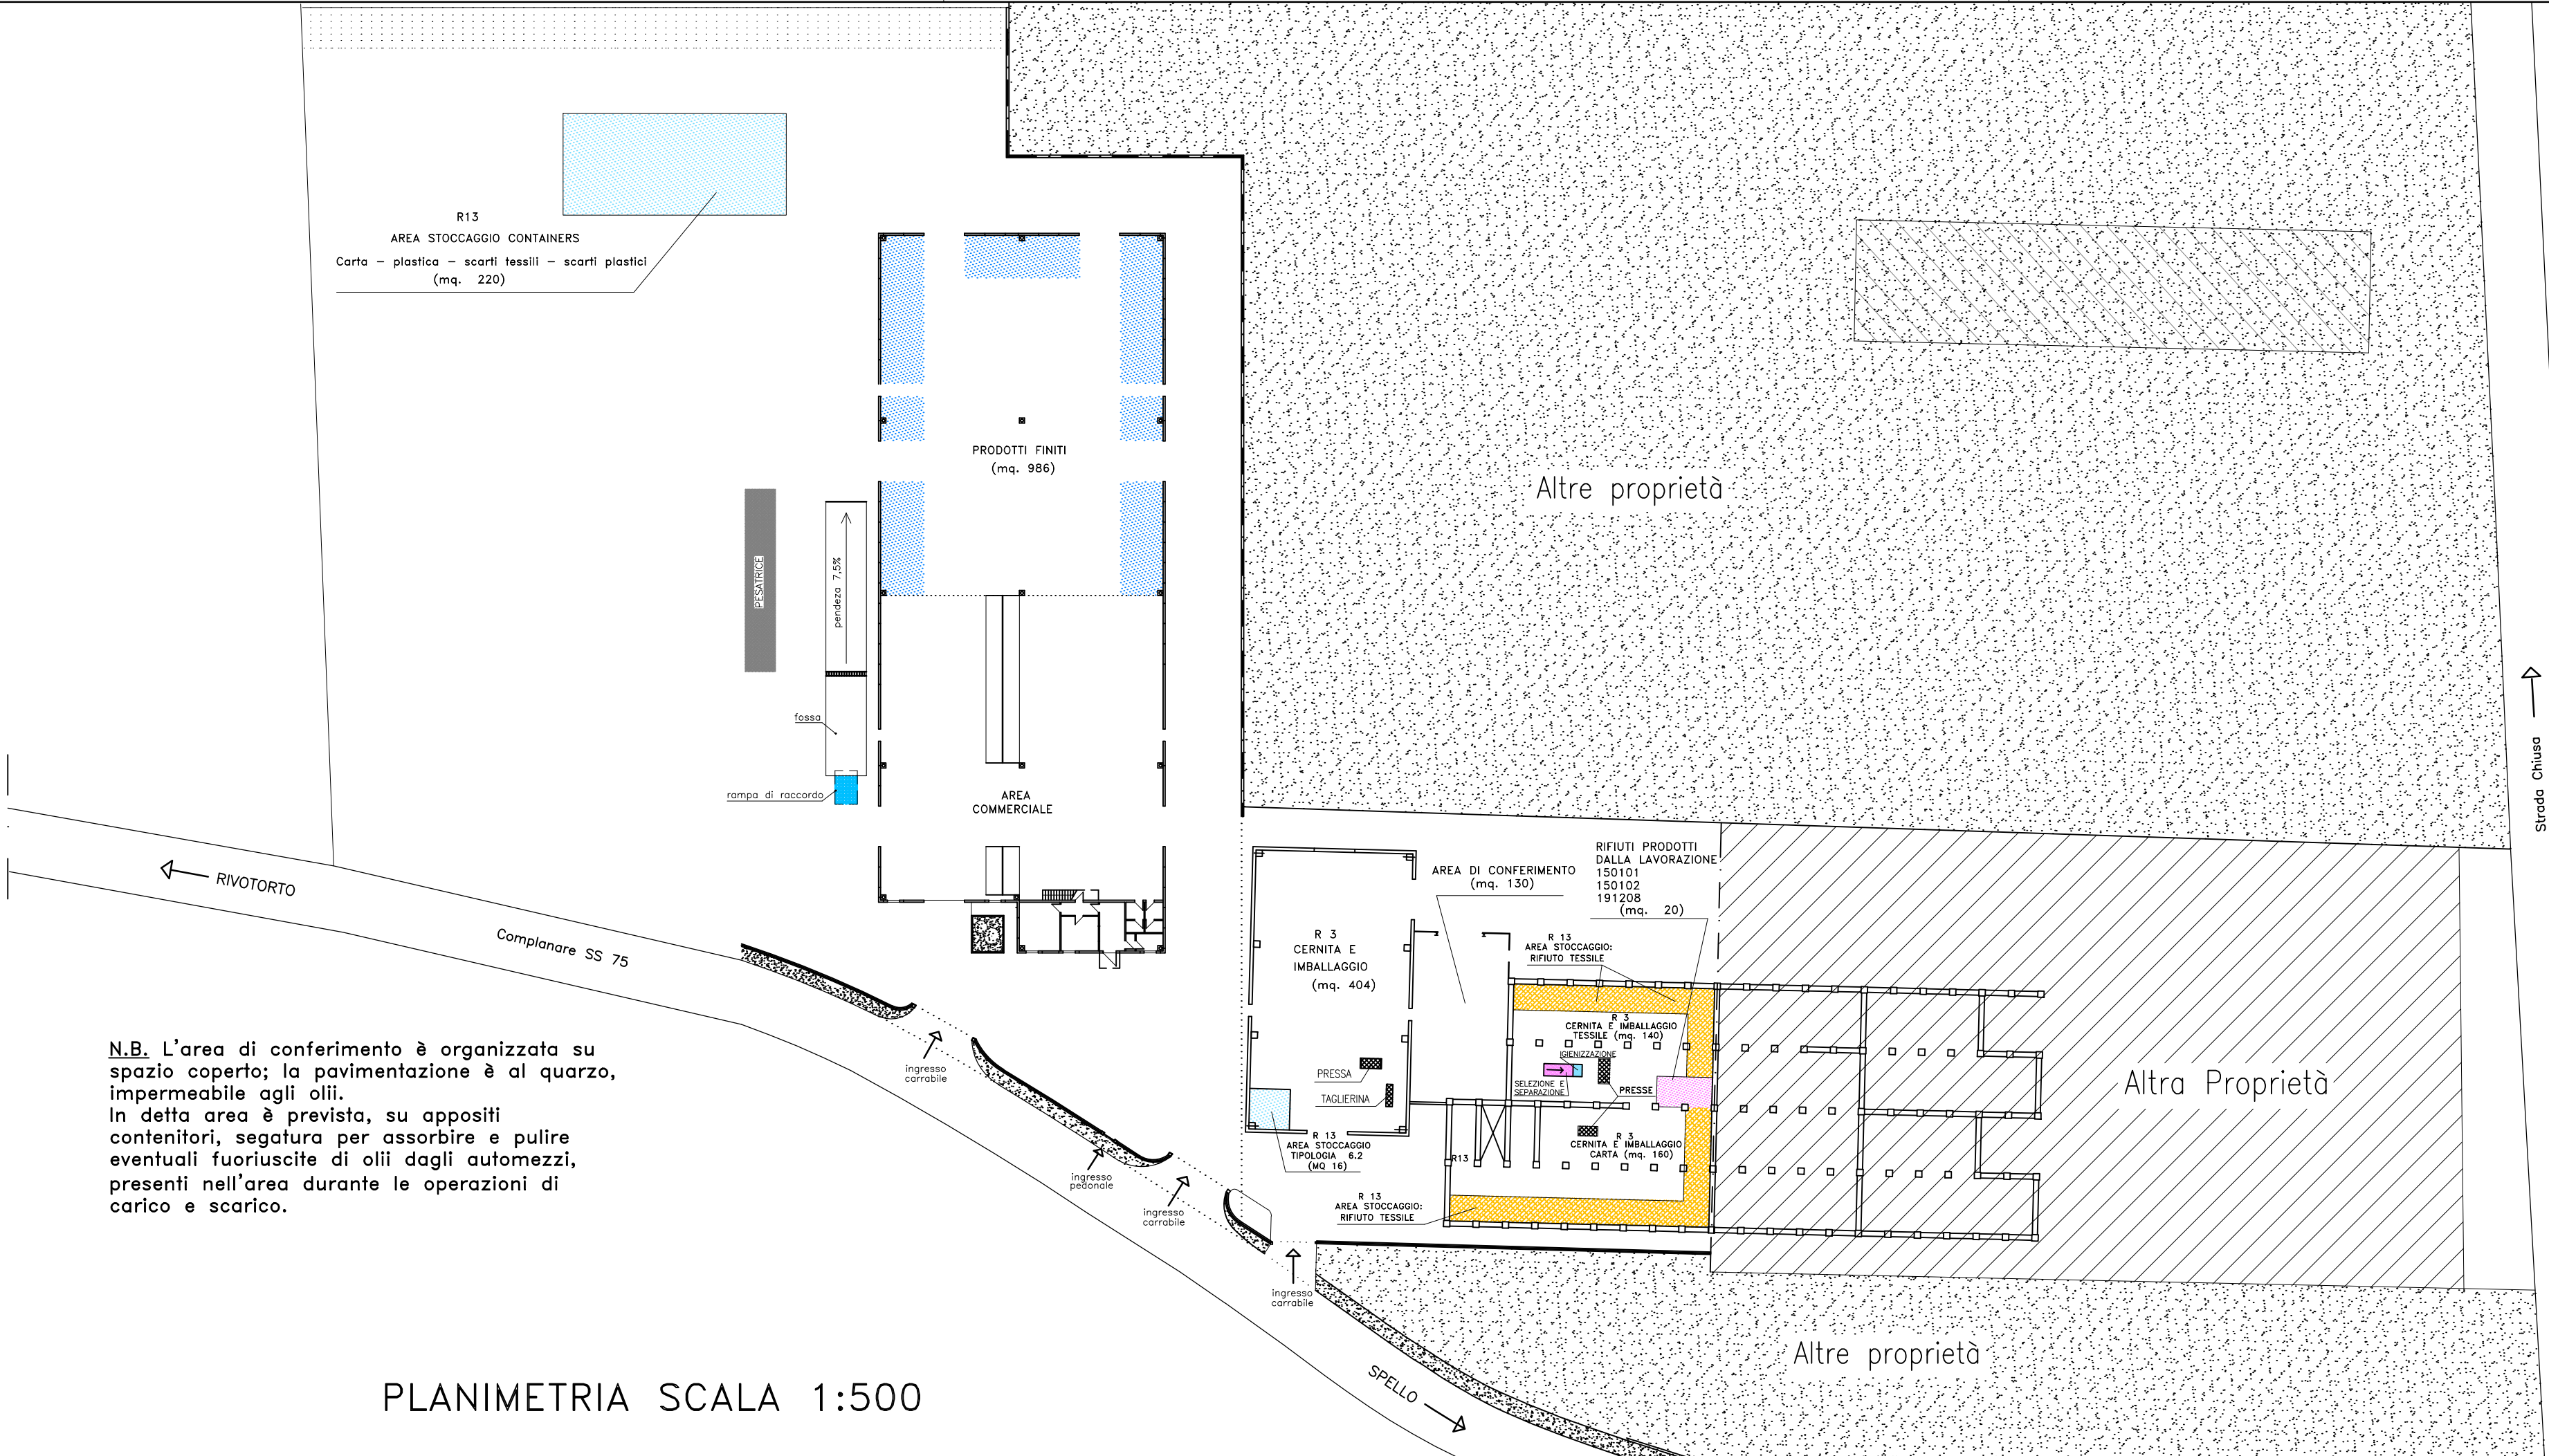 R13
AREA STOCCAGGIO CONTAINERS
Carta - plastica - scarti tessili - scarti plastici
(mq. 220)
PRODOTTI FINITI
(mq. 986)
Altre proprietà
PESATRICE
pendeza 7,5%
fossa
rampa di raccordo
AREA
COMMERCIALE
Strada Chiusa
RIVOTORTO
Complanare SS 75
AREA DI CONFERIMENTO
(mq. 130)
RIFIUTI PRODOTTI
DALLA LAVORAZIONE
150101
150102
191208
(mq. 20)
R 3
CERNITA E
IMBALLAGGIO
(mq. 404)
R 13
AREA STOCCAGGIO:
RIFIUTO TESSILE
R 3
CERNITA E IMBALLAGGIO
TESSILE (mq. 140)
IGIENIZZAZIONE
SELEZIONE E
SEPARAZIONE
PRESSE
PRESSA
TAGLIERINA
R 3
CERNITA E IMBALLAGGIO
CARTA (mq. 160)
R13
R 13
AREA STOCCAGGIO
TIPOLOGIA 6.2
(MQ 16)
R 13
AREA STOCCAGGIO:
RIFIUTO TESSILE
Altra Proprietà
ingresso
carrabile
ingresso
pedonale
ingresso
carrabile
ingresso
carrabile
N.B. L'area di conferimento è organizzata su
spazio coperto; la pavimentazione è al quarzo,
impermeabile agli olii.
In detta area è prevista, su appositi
contenitori, segatura per assorbire e pulire
eventuali fuoriuscite di olii dagli automezzi,
presenti nell'area durante le operazioni di
carico e scarico.
Altre proprietà
SPELLO
PLANIMETRIA SCALA 1:500